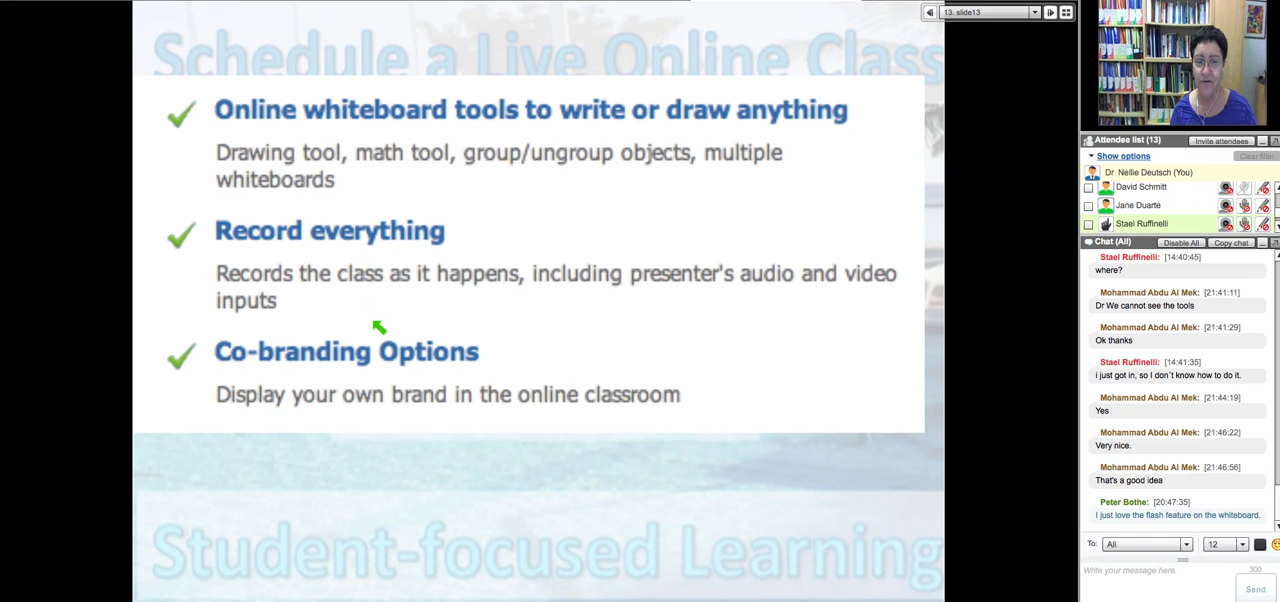 13. slide13
Schedule a Live Online Class
Online whiteboard tools to write or draw anything
Drawing tool, math tool, group/ungroup objects, multiple
whiteboards
Record everything
Records the class as it happens, including presenter's audio and video
inputs
Co-branding Options
Display your own brand in the online classroom
Student-focused Learning
Attendee list (13)
Invite attendees
Show options
Clear filter
Dr Nellie Deutsch (You)
David Schmitt
Jane Duarte
Stael Ruffinelli
Chat (All)
Disable All
Copy chat
Stael Ruffinelli: [14:40:45]
where?
Mohammad Abdu Al Mek: [21:41:11]
Dr We cannot see the tools
Mohammad Abdu Al Mek: [21:41:29]
Ok thanks
Stael Ruffinelli: [14:41:35]
i just got in, so I don´t know how to do it.
Mohammad Abdu Al Mek: [21:44:19]
Yes
Mohammad Abdu Al Mek: [21:46:22]
Very nice.
Mohammad Abdu Al Mek: [21:46:56]
That's a good idea
Peter Bothe: [20:47:35]
I just love the flash feature on the whiteboard.
To: All 12
Write your message here. 300
Send